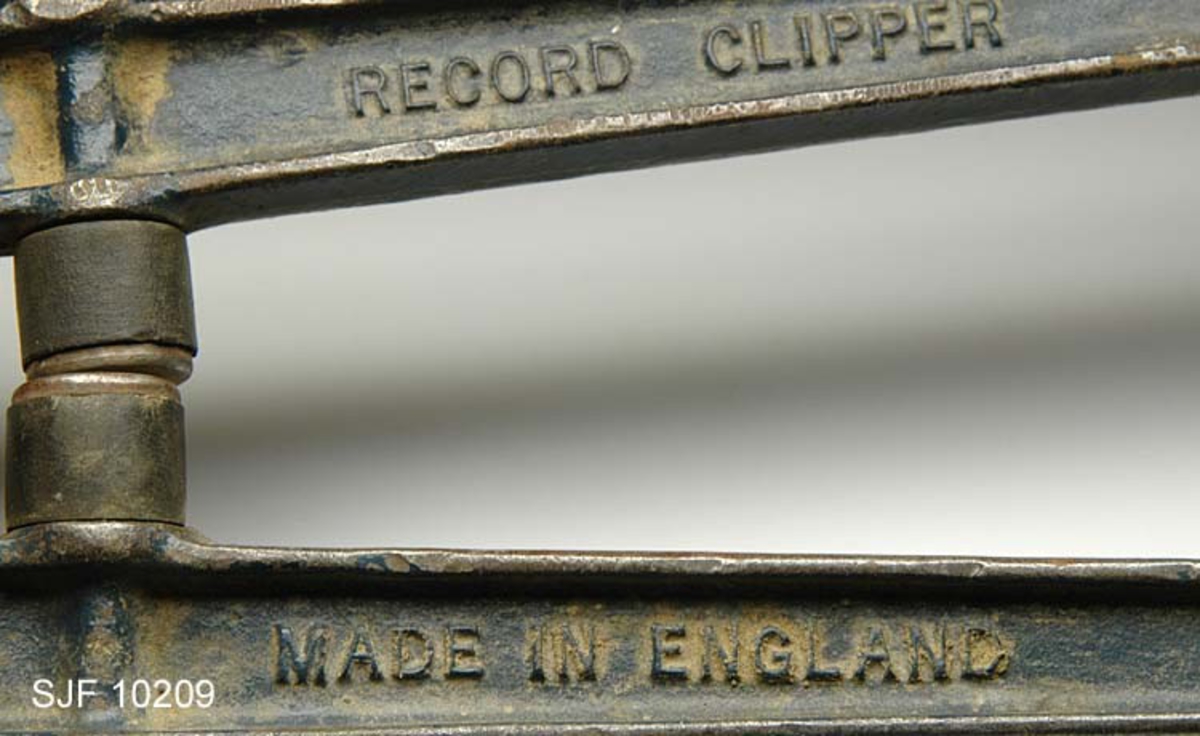 RECORD CLIPPER
MADE IN ENGLAND
SJF 10209